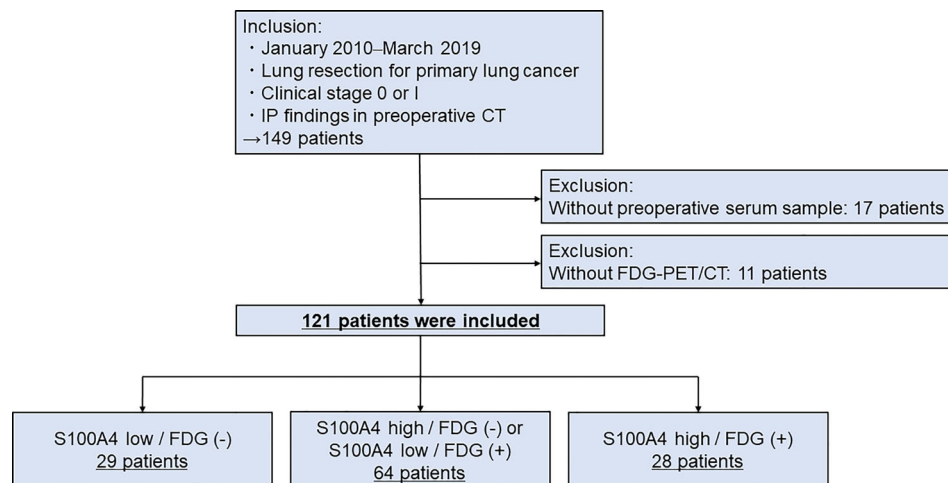 Inclusion:
・January 2010–March 2019
・Lung resection for primary lung cancer
・Clinical stage 0 or I
・IP findings in preoperative CT
→149 patients
Exclusion:
Without preoperative serum sample: 17 patients
Exclusion:
Without FDG-PET/CT: 11 patients
121 patients were included
S100A4 low / FDG (-)
29 patients
S100A4 high / FDG (-) or
S100A4 low / FDG (+)
64 patients
S100A4 high / FDG (+)
28 patients